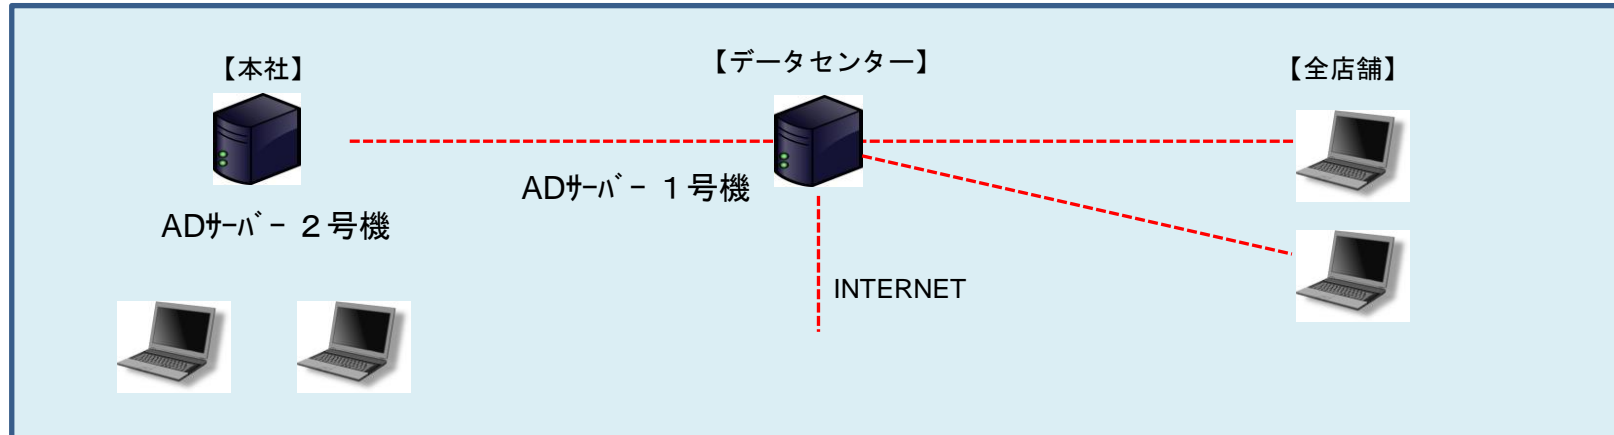 【本社】
【データセンター】
【全店舗】
ADｻｰﾊﾞｰ １号機
ADｻｰﾊﾞｰ ２号機
INTERNET